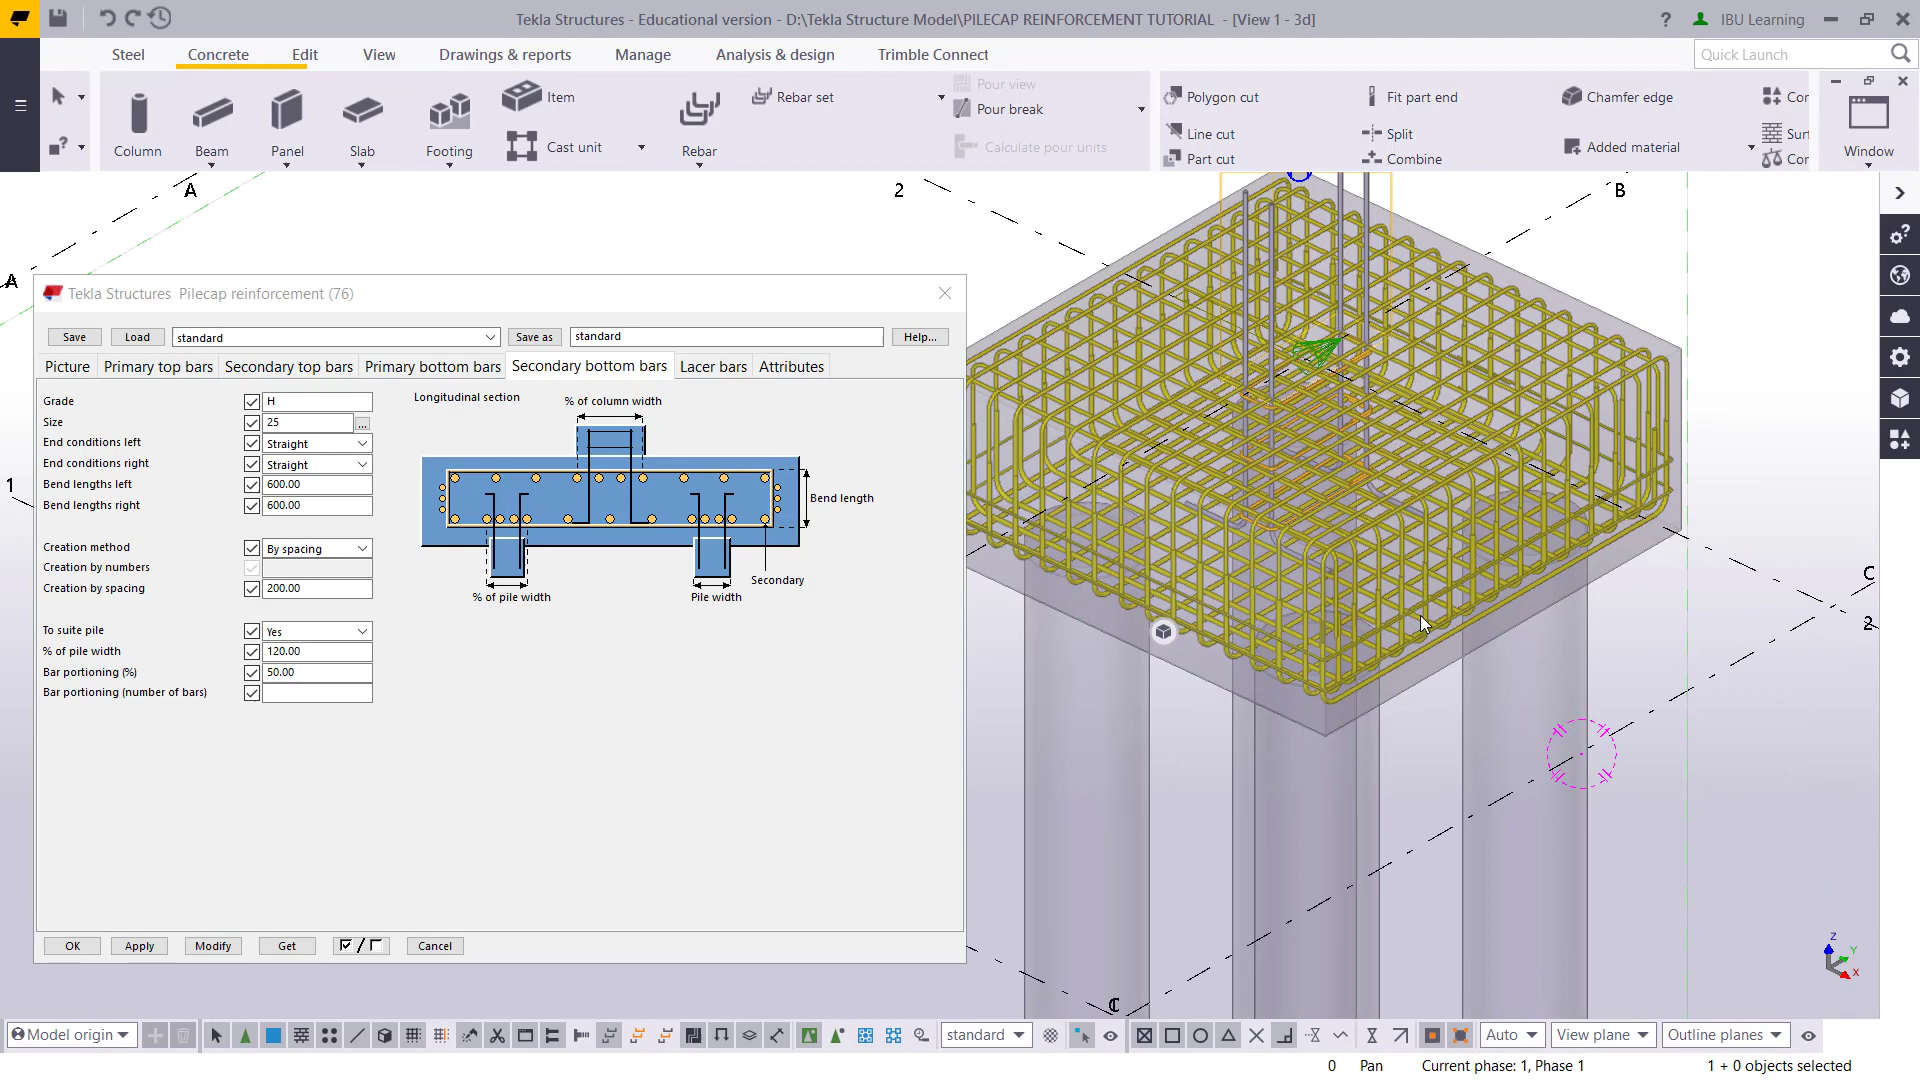 Tekla Structures - Educational version - D:\Tekla Structure Model\PILECAP REINFORCEMENT TUTORIAL - [View 1 - 3d]
? IBU Learning
Steel Concrete Edit View Drawings & reports Manage Analysis & design Trimble Connect
Quick Launch
Pour view
Item Rebar set Pour break
Polygon cut Fit part end Chamfer edge Cor
Line cut Split Sur
Column Beam Panel Slab Footing Cast unit Rebar Calculate pour units
Part cut Combine Added material Cor Window
A 2 B
A
Tekla Structures Pilecap reinforcement (76)
Save Load standard Save as standard Help...
Picture Primary top bars Secondary top bars Primary bottom bars Secondary bottom bars Lacer bars Attributes
Grade H
Size 25 ...
End conditions left Straight
End conditions right Straight
Bend lengths left 600.00
Bend lengths right 600.00
Creation method By spacing
Creation by numbers
Creation by spacing 200.00
To suite pile Yes
% of pile width 120.00
Bar portioning (%) 50.00
Bar portioning (number of bars)
Longitudinal section
% of column width
Bend length
Secondary
% of pile width Pile width
OK Apply Modify Get / Cancel
1
C
2
C
Z
Y
X
Model origin standard Auto View plane Outline planes
0 Pan Current phase: 1, Phase 1 1 + 0 objects selected